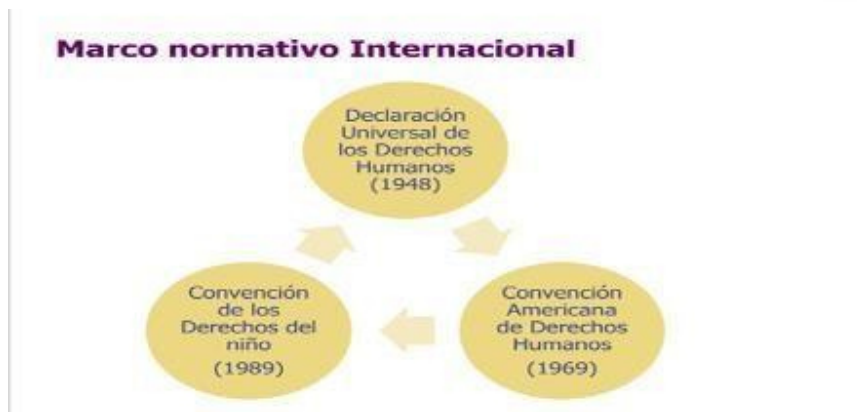 Marco normativo Internacional
Declaración
Universal de
los Derechos
Humanos
(1948)
Convención
Americana
de Derechos
Humanos
(1969)
Convención
de los
Derechos del
niño
(1989)